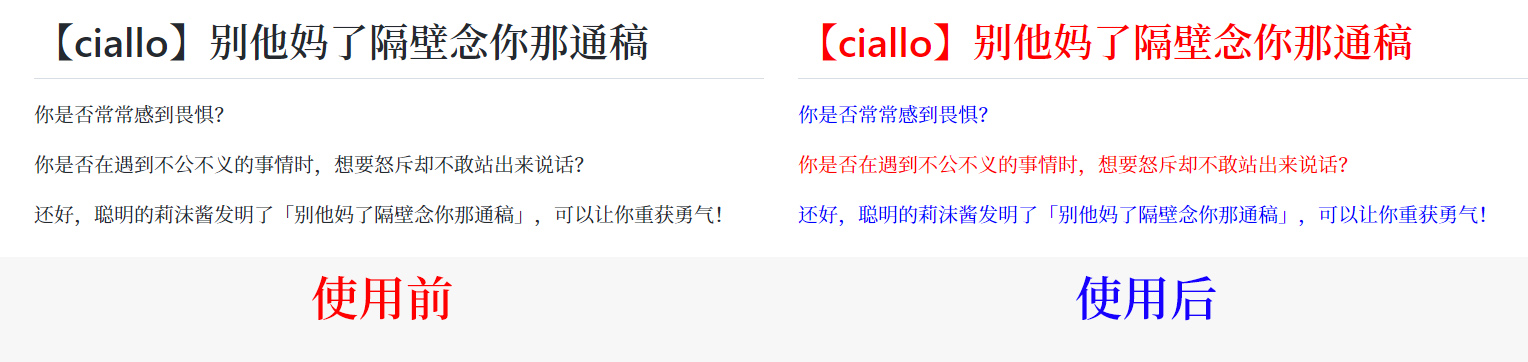 【ciallo】别他妈了隔壁念你那通稿
你是否常常感到畏惧？
你是否在遇到不公不义的事情时，想要怒斥却不敢站出来说话？
还好，聪明的莉沫酱发明了「别他妈了隔壁念你那通稿」，可以让你重获勇气！
使用前
【ciallo】别他妈了隔壁念你那通稿
你是否常常感到畏惧？
你是否在遇到不公不义的事情时，想要怒斥却不敢站出来说话？
还好，聪明的莉沫酱发明了「别他妈了隔壁念你那通稿」，可以让你重获勇气！
使用后